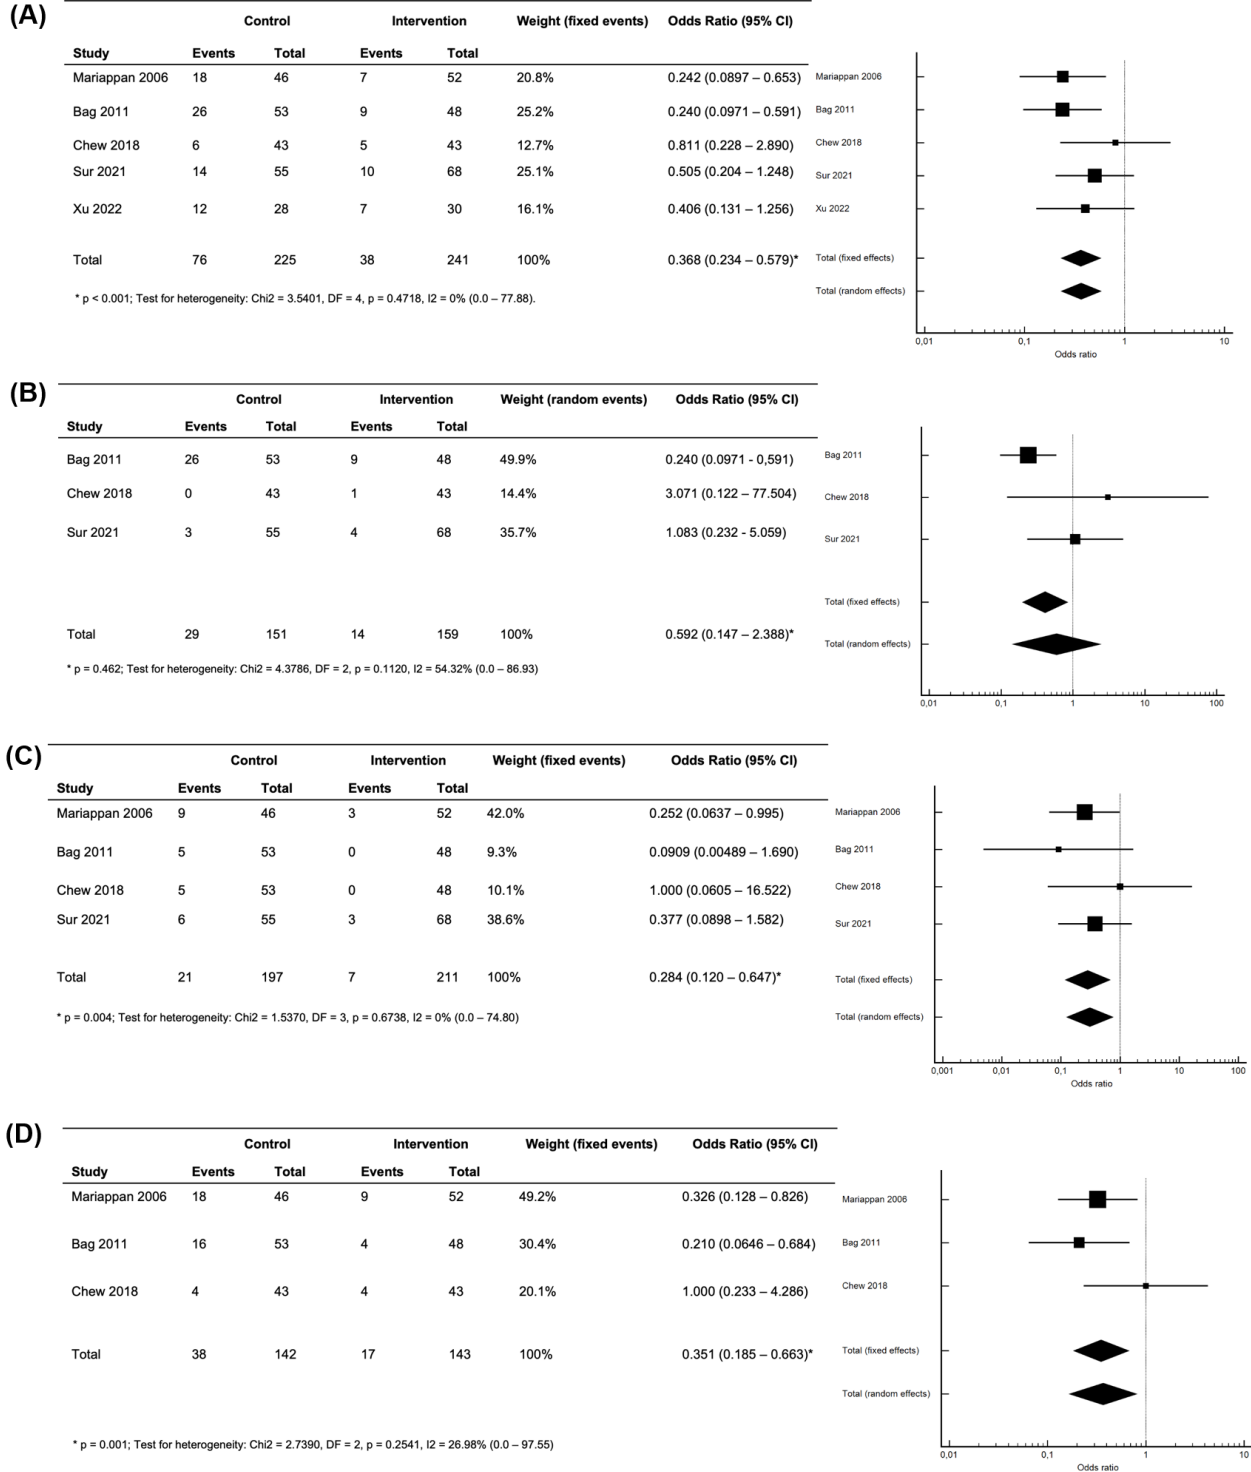 (A)
Control Intervention Weight (fixed events) Odds Ratio (95% CI)
Study Events Total Events Total
Mariappan 2006 18 46 7 52 20.8% 0.242 (0.0897 – 0.653) Mariappan 2006
Bag 2011 26 53 9 48 25.2% 0.240 (0.0971 – 0.591) Bag 2011
Chew 2018 6 43 5 43 12.7% 0.811 (0.228 – 2.890) Chew 2018
Sur 2021 14 55 10 68 25.1% 0.505 (0.204 – 1.248) Sur 2021
Xu 2022 12 28 7 30 16.1% 0.406 (0.131 – 1.256) Xu 2022
Total 76 225 38 241 100% 0.368 (0.234 – 0.579)* Total (fixed effects)
Total (random effects)
* p < 0.001; Test for heterogeneity: Chi2 = 3.5401, DF = 4, p = 0.4718, I2 = 0% (0.0 – 77.88).
0,01 0,1 1 10
Odds ratio
(B)
Control Intervention Weight (random events) Odds Ratio (95% CI)
Study Events Total Events Total
Bag 2011 26 53 9 48 49.9% 0.240 (0.0971 - 0,591) Bag 2011
Chew 2018 0 43 1 43 14.4% 3.071 (0.122 – 77.504) Chew 2018
Sur 2021 3 55 4 68 35.7% 1.083 (0.232 - 5.059) Sur 2021
Total (fixed effects)
Total 29 151 14 159 100% 0.592 (0.147 – 2.388)* Total (random effects)
* p = 0.462; Test for heterogeneity: Chi2 = 4.3786, DF = 2, p = 0.1120, I2 = 54.32% (0.0 – 86.93)
0,01 0,1 1 10 100
(C)
Control Intervention Weight (fixed events) Odds Ratio (95% CI)
Study Events Total Events Total
Mariappan 2006 9 46 3 52 42.0% 0.252 (0.0637 – 0.995) Mariappan 2006
Bag 2011 5 53 0 48 9.3% 0.0909 (0.00489 – 1.690) Bag 2011
Chew 2018 5 53 0 48 10.1% 1.000 (0.0605 – 16.522) Chew 2018
Sur 2021 6 55 3 68 38.6% 0.377 (0.0898 – 1.582) Sur 2021
Total 21 197 7 211 100% 0.284 (0.120 – 0.647)* Total (fixed effects)
* p = 0.004; Test for heterogeneity: Chi2 = 1.5370, DF = 3, p = 0.6738, I2 = 0% (0.0 – 74.80) Total (random effects)
0,001 0,01 0,1 1 10 100
Odds ratio
(D)
Control Intervention Weight (fixed events) Odds Ratio (95% CI)
Study Events Total Events Total
Mariappan 2006 18 46 9 52 49.2% 0.326 (0.128 – 0.826) Mariappan 2006
Bag 2011 16 53 4 48 30.4% 0.210 (0.0646 – 0.684) Bag 2011
Chew 2018 4 43 4 43 20.1% 1.000 (0.233 – 4.286) Chew 2018
Total 38 142 17 143 100% 0.351 (0.185 – 0.663)* Total (fixed effects)
Total (random effects)
* p = 0.001; Test for heterogeneity: Chi2 = 2.7390, DF = 2, p = 0.2541, I2 = 26.98% (0.0 – 97.55)
0,01 0,1 1 10
Odds ratio